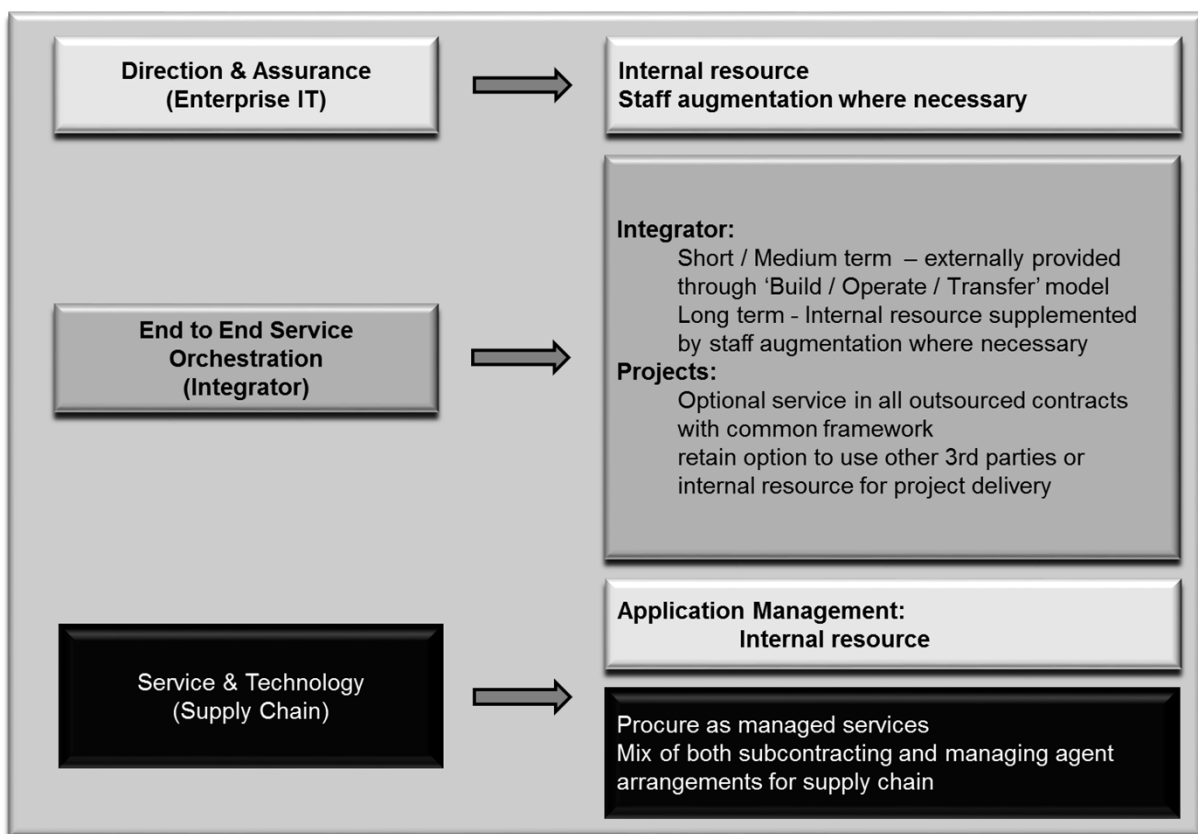 Direction & Assurance
(Enterprise IT)
Internal resource
Staff augmentation where necessary
End to End Service
Orchestration
(Integrator)
Integrator:
Short / Medium term – externally provided
through ‘Build / Operate / Transfer’ model
Long term - Internal resource supplemented
by staff augmentation where necessary
Projects:
Optional service in all outsourced contracts
with common framework
retain option to use other 3rd parties or
internal resource for project delivery
Service & Technology
(Supply Chain)
Application Management:
Internal resource
Procure as managed services
Mix of both subcontracting and managing agent
arrangements for supply chain